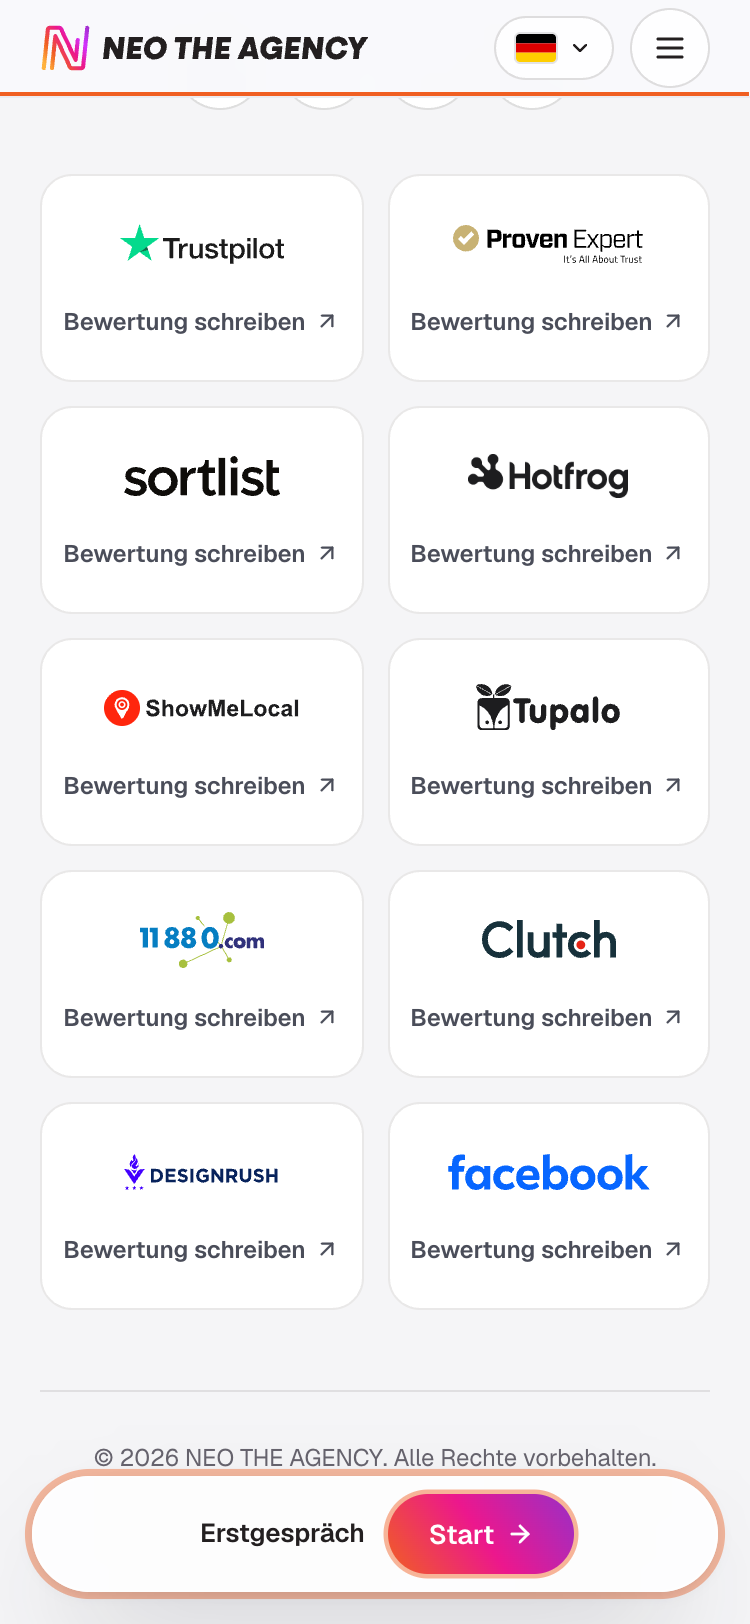 NEO THE AGENCY
Trustpilot
Proven Expert
It's All About Trust
Bewertung schreiben
Bewertung schreiben
sortlist
Hotfrog
Bewertung schreiben
Bewertung schreiben
ShowMeLocal
Tupalo
Bewertung schreiben
Bewertung schreiben
11880.com
Clutch
Bewertung schreiben
Bewertung schreiben
DESIGNRUSH
facebook
Bewertung schreiben
Bewertung schreiben
© 2026 NEO THE AGENCY. Alle Rechte vorbehalten.
Erstgespräch
Start